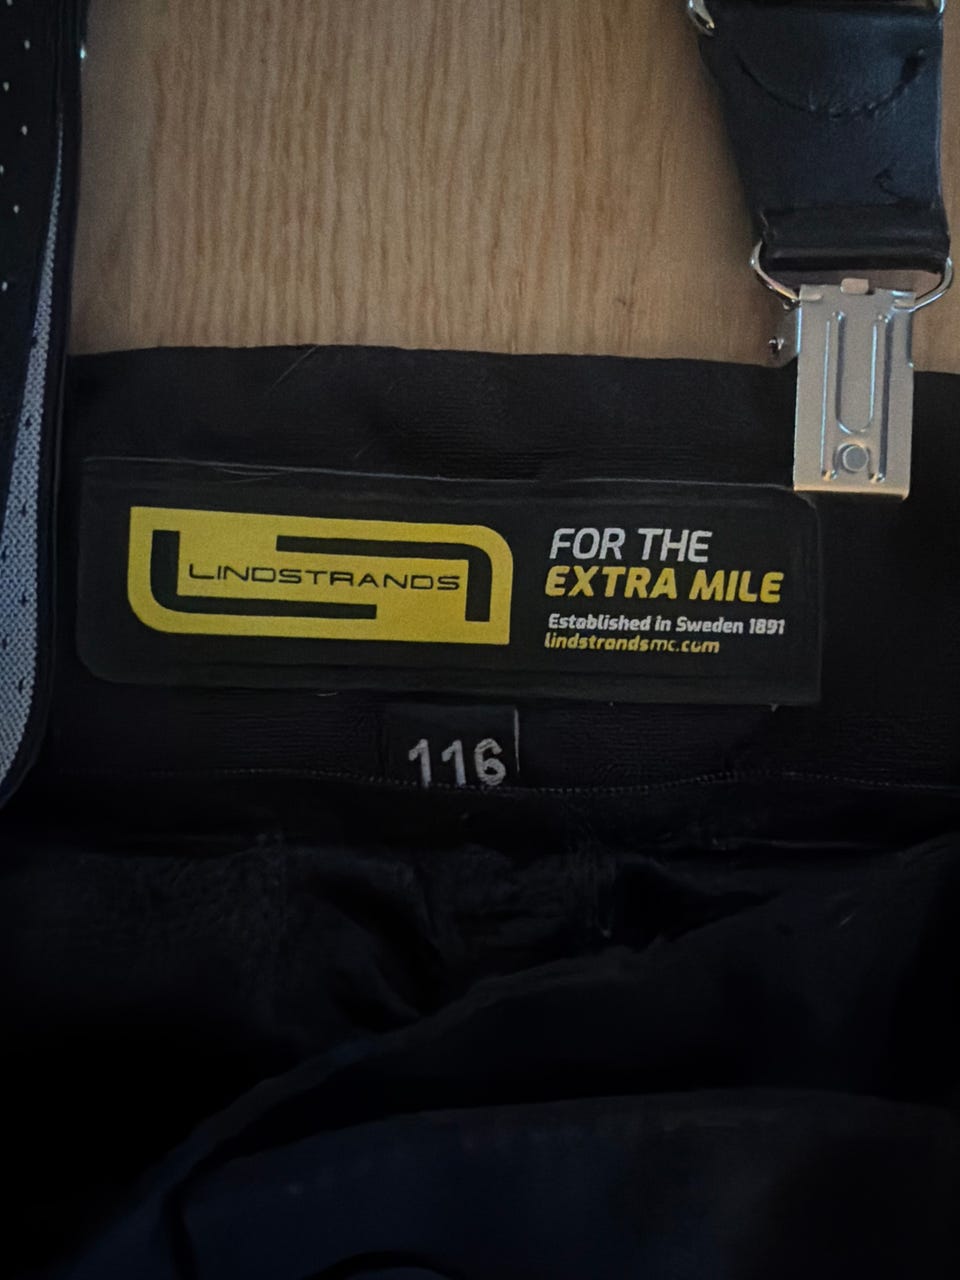 LINDSTRANDS
FOR THE
EXTRA MILE
Established in Sweden 1891
lindstrandsmc.com
116